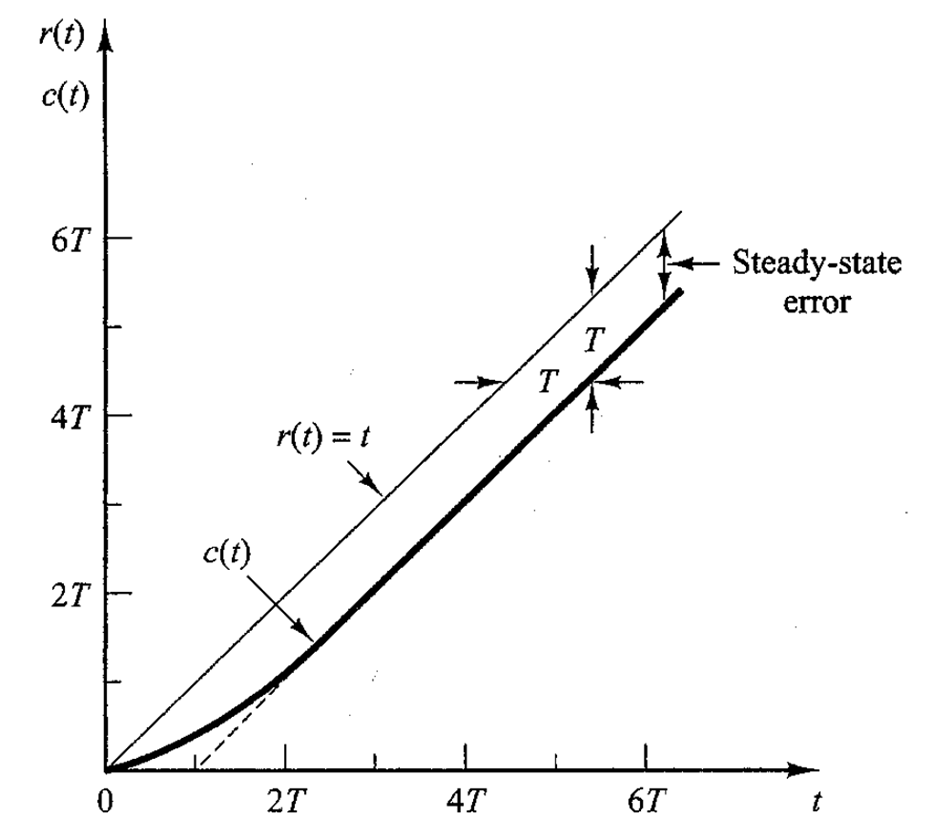 r(t)
c(t)
6T
Steady-state
error
T
T
4T
r(t) = t
c(t)
2T
0
2T
4T
6T
t